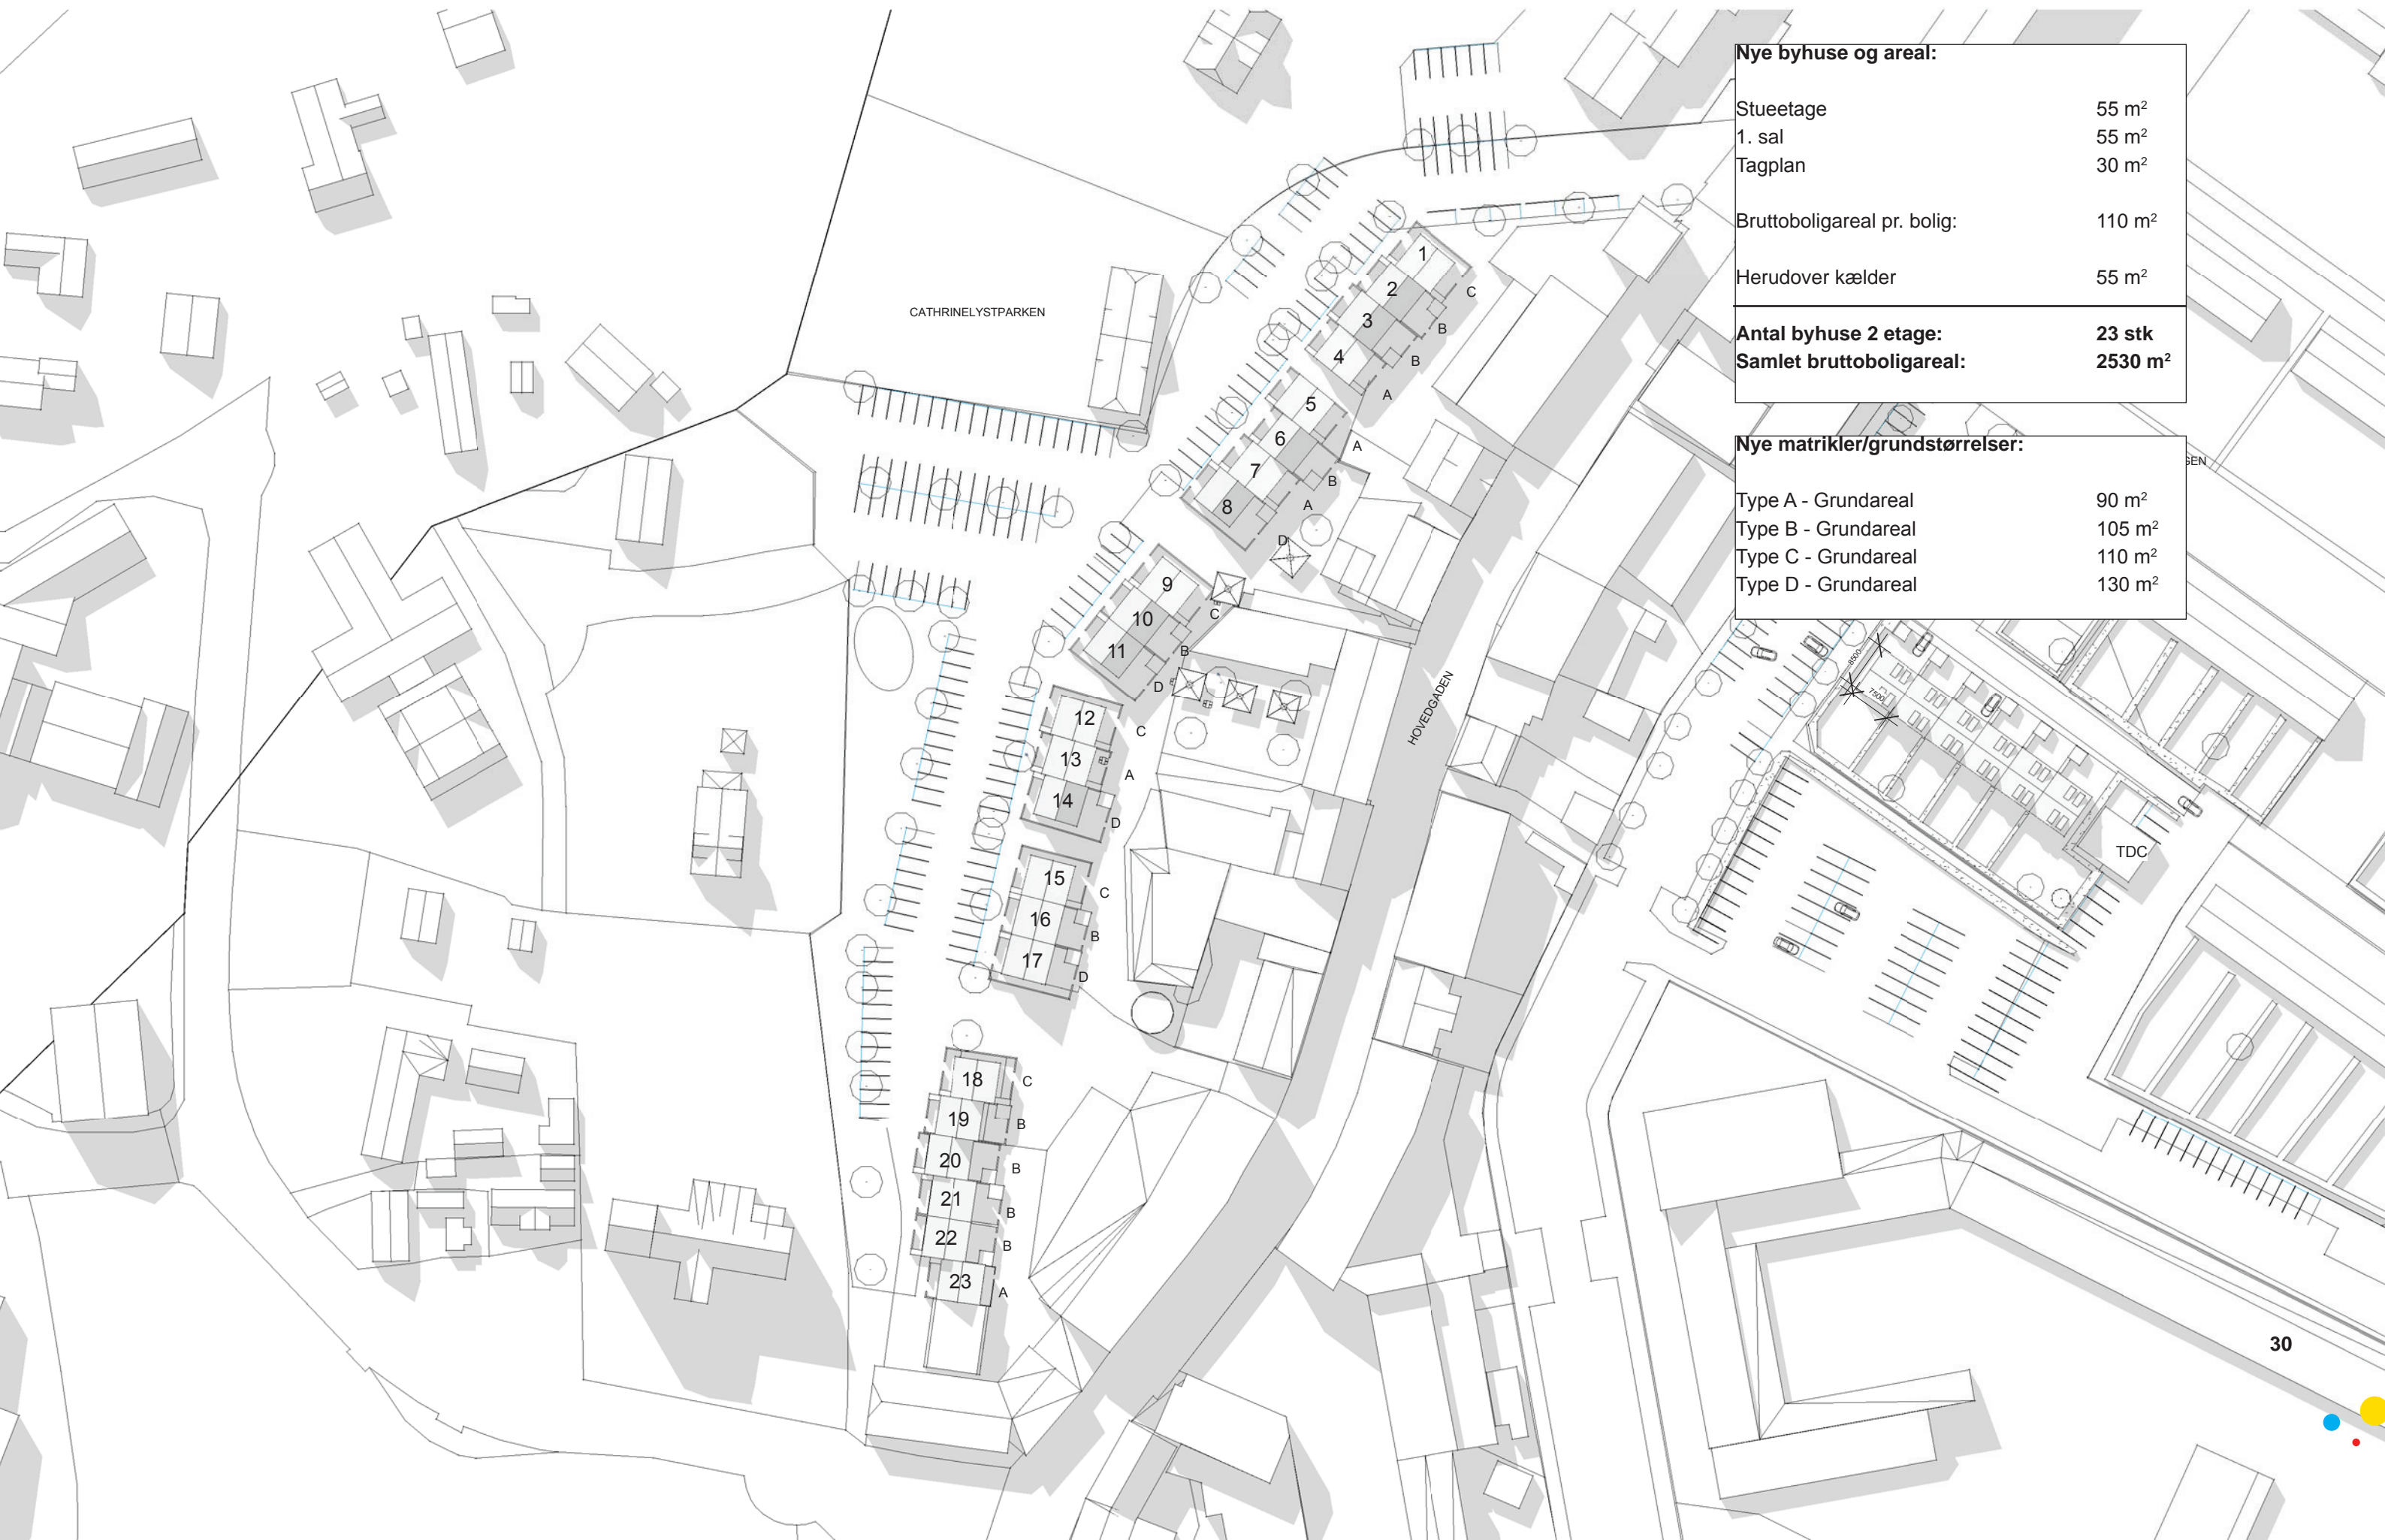 Nye byhuse og areal:
Stueetage 55 m²
1. sal 55 m²
Tagplan 30 m²
Bruttoboligareal pr. bolig: 110 m²
Herudover kælder 55 m²
Antal byhuse 2 etage: 23 stk
Samlet bruttoboligareal: 2530 m²
Nye matrikler/grundstørrelser:
Type A - Grundareal 90 m²
Type B - Grundareal 105 m²
Type C - Grundareal 110 m²
Type D - Grundareal 130 m²
CATHRINELYSTPARKEN
1
C
2
B
3
B
4
A
5
A
6
B
7
A
8
D
9
C
10
B
11
D
12
C
13
A
14
D
15
C
16
B
17
D
18
C
19
B
20
B
21
B
22
B
23
A
HOVEDGADEN
GEN
8500
7500
TDC
30